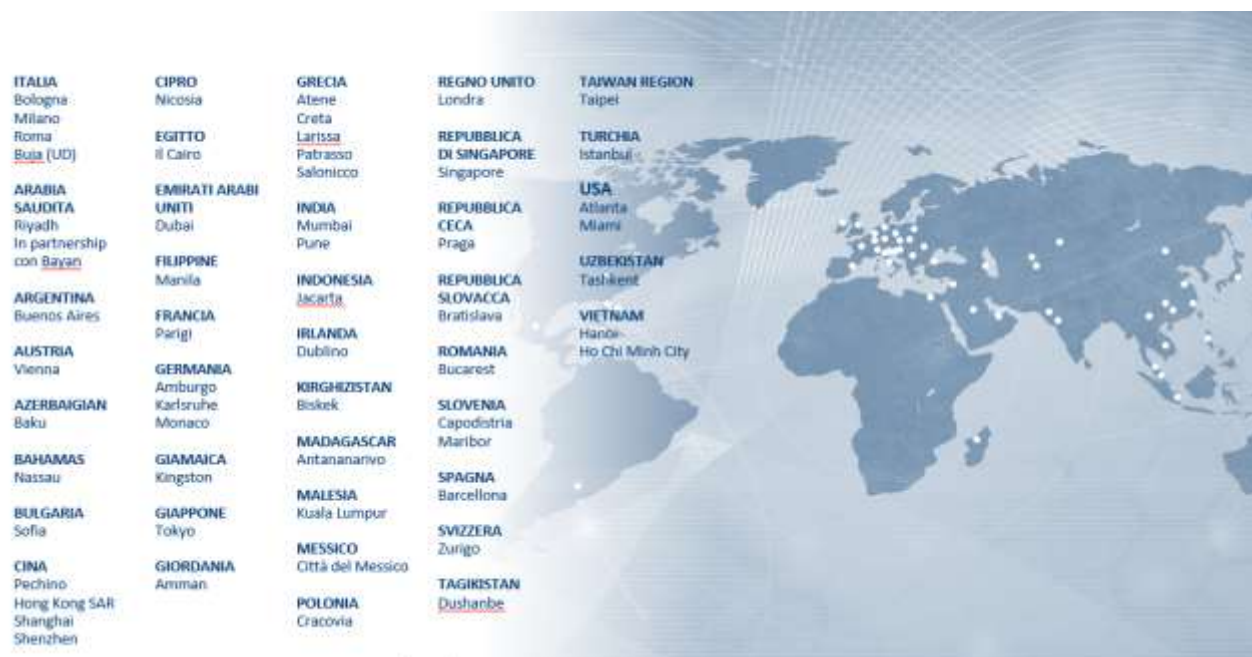 ITALIA
Bologna
Milano
Roma
Buja (UD)
ARABIA
SAUDITA
Riyadh
In partnership
con Bayan
ARGENTINA
Buenos Aires
AUSTRIA
Vienna
AZERBAIGIAN
Baku
BAHAMAS
Nassau
BULGARIA
Sofia
CINA
Pechino
Hong Kong SAR
Shanghai
Shenzhen
CIPRO
Nicosia
EGITTO
Il Cairo
EMIRATI ARABI
UNITI
Dubai
FILIPPINE
Manila
FRANCIA
Parigi
GERMANIA
Amburgo
Karlsruhe
Monaco
GIAMAICA
Kingston
GIAPPONE
Tokyo
GIORDANIA
Amman
GRECIA
Atene
Creta
Larissa
Patrasso
Salonicco
INDIA
Mumbai
Pune
INDONESIA
Jacarta
IRLANDA
Dublino
KIRGHIZISTAN
Biskek
MADAGASCAR
Antananarivo
MALESIA
Kuala Lumpur
MESSICO
Città del Messico
POLONIA
Cracovia
REGNO UNITO
Londra
REPUBBLICA
DI SINGAPORE
Singapore
REPUBBLICA
CECA
Praga
REPUBBLICA
SLOVACCA
Bratislava
ROMANIA
Bucarest
SLOVENIA
Capodistria
Maribor
SPAGNA
Barcellona
SVIZZERA
Zurigo
TAGIKISTAN
Dushanbe
TAIWAN REGION
Taipei
TURCHIA
Istanbul
USA
Atlanta
Miami
UZBEKISTAN
Tashkent
VIETNAM
Hanoi
Ho Chi Minh City